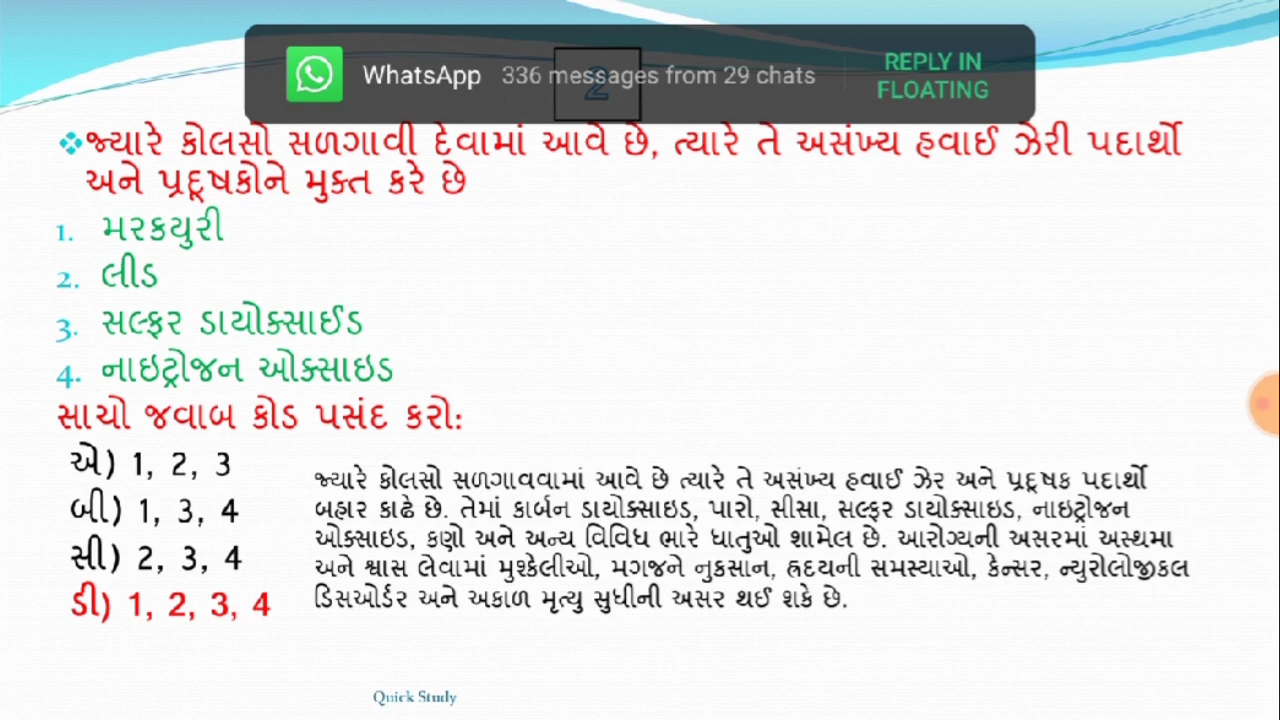 WhatsApp 336 messages from 29 chats
REPLY IN
FLOATING
2
જ્યારે કોલસો સળગાવી દેવામાં આવે છે, ત્યારે તે અસંખ્ય હવાઈ ઝેરી પદાર્થો
અને પ્રદૂષકોને મુક્ત કરે છે
1. મરકયુરી
2. લીડ
3. સલ્ફર ડાયોક્સાઈડ
4. નાઇટ્રોજન ઓક્સાઇડ
સાચો જવાબ કોડ પસંદ કરો:
એ) 1, 2, 3
બી) 1, 3, 4
સી) 2, 3, 4
ડી) 1, 2, 3, 4
જ્યારે કોલસો સળગાવવામાં આવે છે ત્યારે તે અસંખ્ય હવાઈ ઝેર અને પ્રદૂષક પદાર્થો
બહાર કાઢે છે. તેમાં કાર્બન ડાયોક્સાઇડ, પારો, સીસા, સલ્ફર ડાયોક્સાઇડ, નાઇટ્રોજન
ઓક્સાઇડ, કણો અને અન્ય વિવિધ ભારે ધાતુઓ શામેલ છે. આરોગ્યની અસરમાં અસ્થમા
અને શ્વાસ લેવામાં મુશ્કેલીઓ, મગજને નુકસાન, હ્રદયની સમસ્યાઓ, કેન્સર, ન્યુરોલોજીકલ
ડિસઓર્ડર અને અકાળ મૃત્યુ સુધીની અસર થઈ શકે છે.
Quick Study